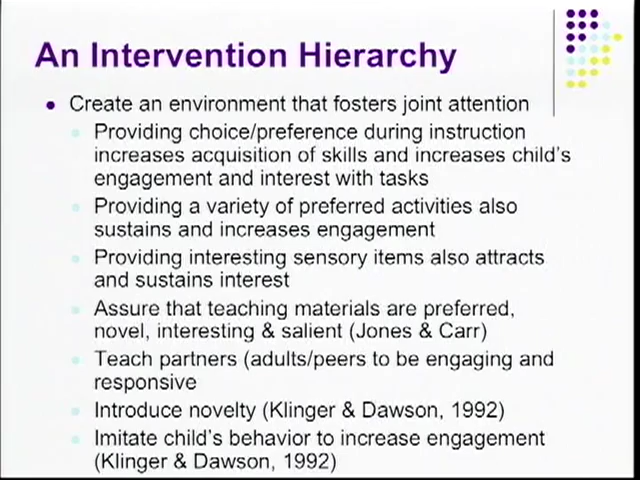 An Intervention Hierarchy
Create an environment that fosters joint attention
Providing choice/preference during instruction
increases acquisition of skills and increases child's
engagement and interest with tasks
Providing a variety of preferred activities also
sustains and increases engagement
Providing interesting sensory items also attracts
and sustains interest
Assure that teaching materials are preferred,
novel, interesting & salient (Jones & Carr)
Teach partners (adults/peers to be engaging and
responsive
Introduce novelty (Klinger & Dawson, 1992)
Imitate child's behavior to increase engagement
(Klinger & Dawson, 1992)